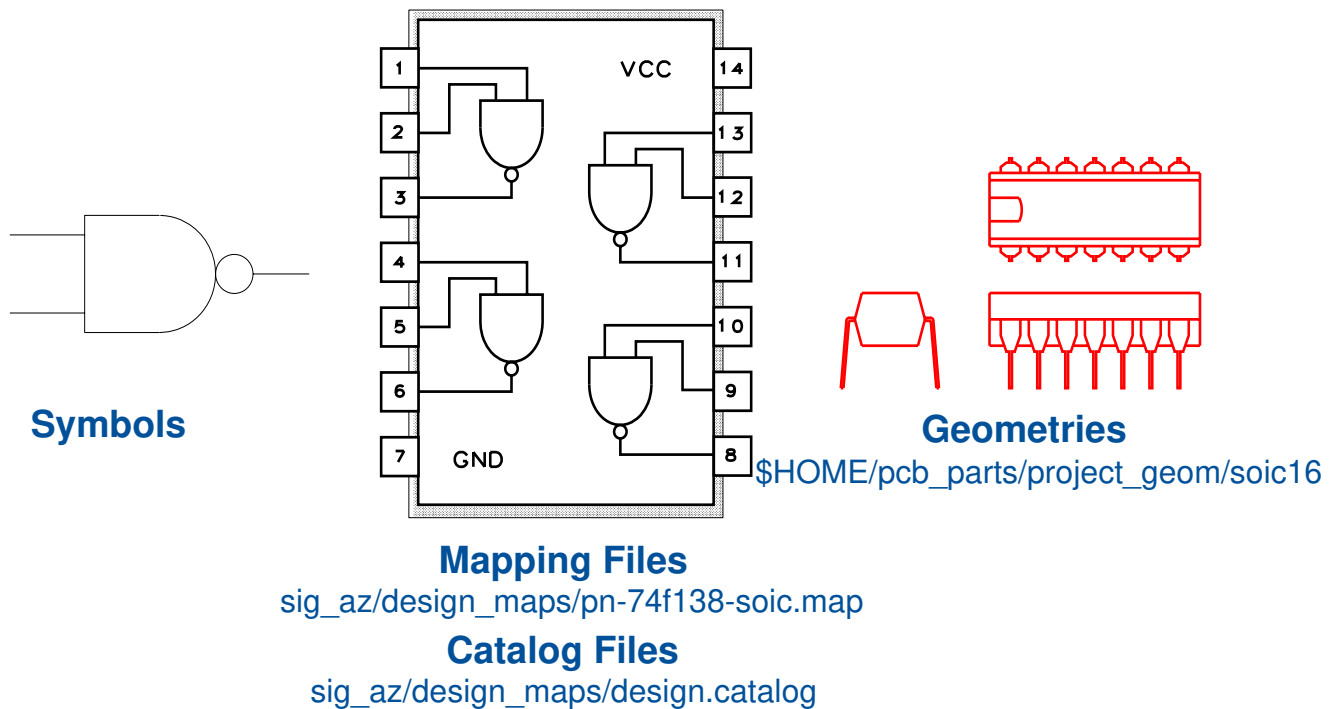 1
2
3
4
5
6
7
GND
VCC
14
13
12
11
10
9
8
Symbols
Geometries
$HOME/pcb_parts/project_geom/soic16
Mapping Files
sig_az/design_maps/pn-74f138-soic.map
Catalog Files
sig_az/design_maps/design.catalog